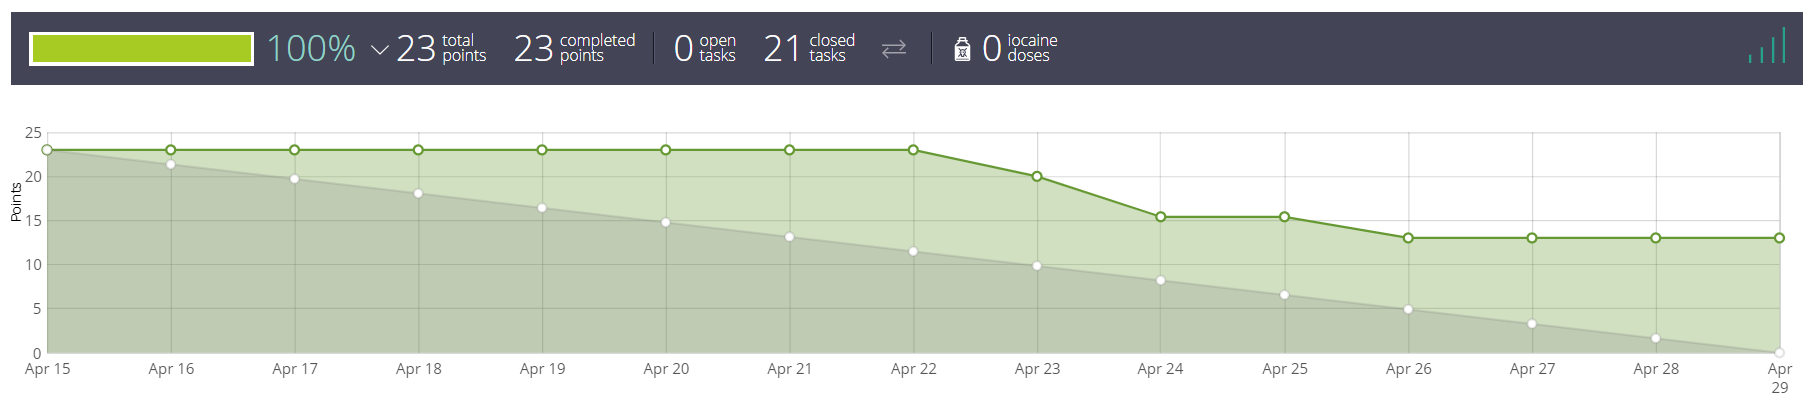 100% 23 total points 23 completed points 0 open tasks 21 closed tasks 0 iocaine doses
25
20
15
10
5
0
Points
Apr 15 Apr 16 Apr 17 Apr 18 Apr 19 Apr 20 Apr 21 Apr 22 Apr 23 Apr 24 Apr 25 Apr 26 Apr 27 Apr 28 Apr 29